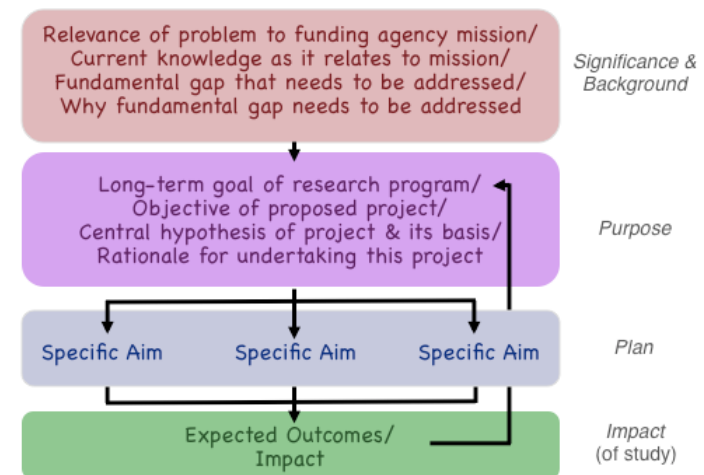 Relevance of problem to funding agency mission/
Current knowledge as it relates to mission/
Fundamental gap that needs to be addressed/
Why fundamental gap needs to be addressed
Significance &
Background
Long-term goal of research program/
Objective of proposed project/
Central hypothesis of project & its basis/
Rationale for undertaking this project
Purpose
Specific Aim
Specific Aim
Specific Aim
Plan
Expected Outcomes/
Impact
Impact
(of study)